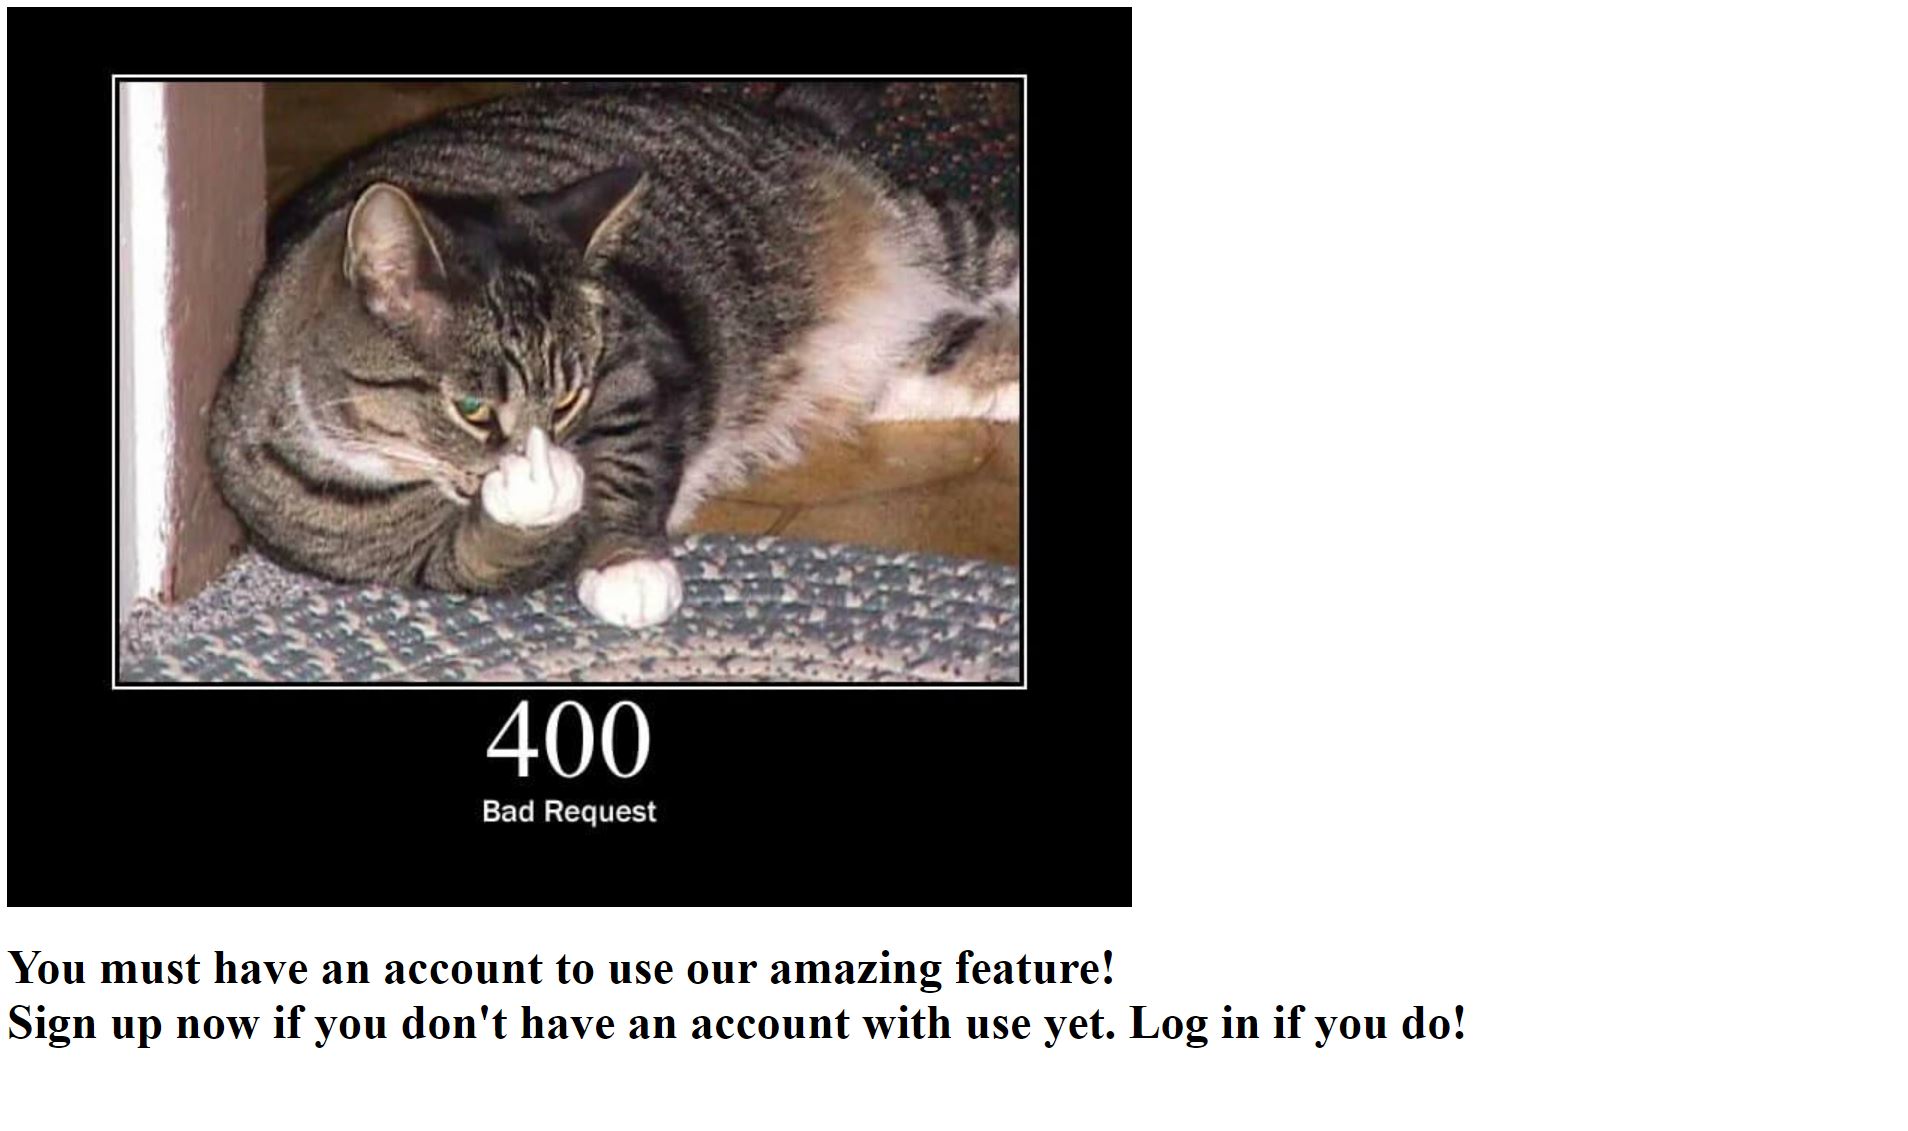 400
Bad Request
You must have an account to use our amazing feature!
Sign up now if you don't have an account with use yet. Log in if you do!